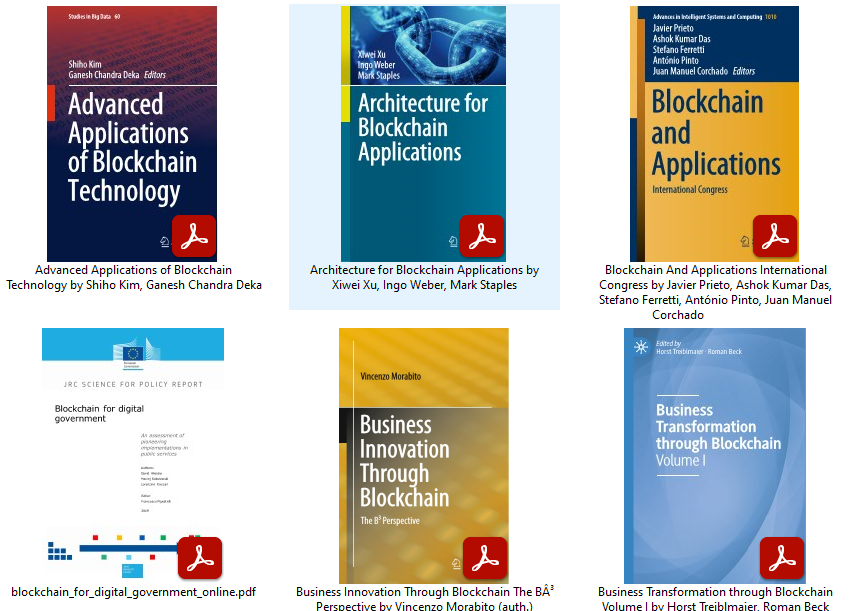 Studies in Big Data 60
Shiho Kim
Ganesh Chandra Deka Editors
Advanced
Applications
of Blockchain
Technology
Advanced Applications of Blockchain
Technology by Shiho Kim, Ganesh Chandra Deka
Xiwei Xu
Ingo Weber
Mark Staples
Architecture for
Blockchain
Applications
Architecture for Blockchain Applications by
Xiwei Xu, Ingo Weber, Mark Staples
Advances in Intelligent Systems and Computing 1010
Javier Prieto
Ashok Kumar Das
Stefano Ferretti
António Pinto
Juan Manuel Corchado Editors
Blockchain
and
Applications
International Congress
Blockchain And Applications International
Congress by Javier Prieto, Ashok Kumar Das,
Stefano Ferretti, António Pinto, Juan Manuel
Corchado
European
Commission
JRC SCIENCE FOR POLICY REPORT
Blockchain for digital
government
An assessment of
pioneering
implementations in
public services
2019
blockchain_for_digital_government_online.pdf
Vincenzo Morabito
Business
Innovation
Through
Blockchain
The B³ Perspective
Business Innovation Through Blockchain The BÂ³
Perspective by Vincenzo Morabito (auth.)
Edited by
Horst Treiblmaier · Roman Beck
Business
Transformation
through Blockchain
Volume I
Business Transformation through Blockchain
Volume I by Horst Treiblmaier, Roman Beck